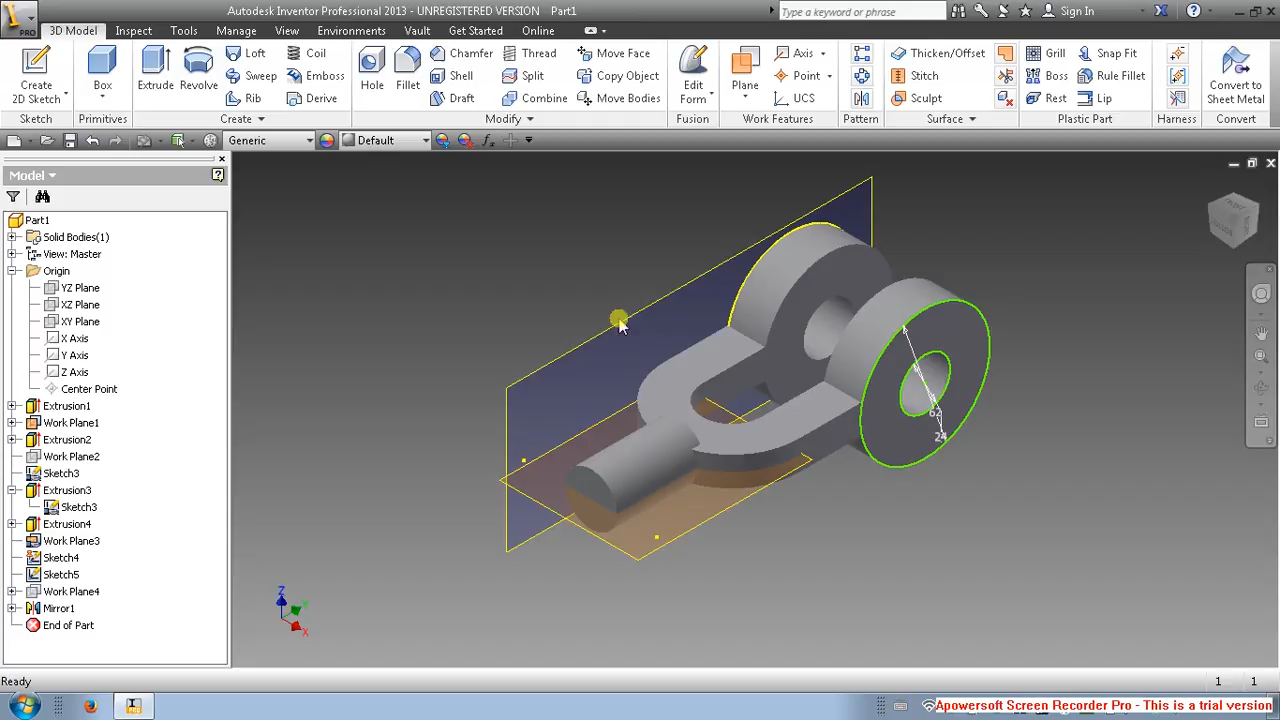 Autodesk Inventor Professional 2013 - UNREGISTERED VERSION Part1
Type a keyword or phrase
Sign In
PRO
3D Model Inspect Tools Manage View Environments Vault Get Started Online
Create
2D Sketch
Box
Extrude
Revolve
Loft
Sweep
Rib
Coil
Emboss
Derive
Hole
Fillet
Chamfer
Shell
Draft
Thread
Split
Combine
Move Face
Copy Object
Move Bodies
Edit
Form
Plane
Axis
Point
UCS
Thicken/Offset
Stitch
Sculpt
Grill
Boss
Rest
Snap Fit
Rule Fillet
Lip
Convert to
Sheet Metal
Sketch Primitives Create Modify Fusion Work Features Pattern Surface Plastic Part Harness Convert
Generic
Default
fx
Model
Part1
Solid Bodies(1)
View: Master
Origin
YZ Plane
XZ Plane
XY Plane
X Axis
Y Axis
Z Axis
Center Point
Extrusion1
Work Plane1
Extrusion2
Work Plane2
Sketch3
Extrusion3
Sketch3
Extrusion4
Work Plane3
Sketch4
Sketch5
Work Plane4
Mirror1
End of Part
62
24
Z
Y
X
Ready
1 1
Apowersoft Screen Recorder Pro - This is a trial version